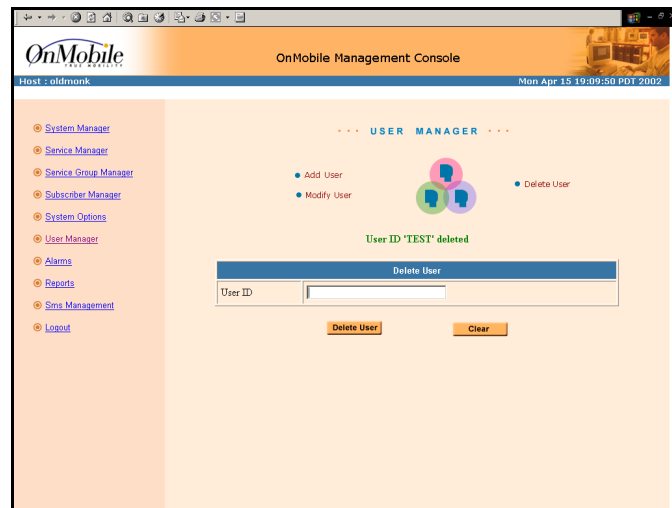 OnMobile
TRUE MOBILITY
OnMobile Management Console
Host : oldmonk
Mon Apr 15 19:09:50 PDT 2002
System Manager
Service Manager
Service Group Manager
Subscriber Manager
System Options
User Manager
Alarms
Reports
Sms Management
Logout
··· USER MANAGER ···
Add User
Modify User
Delete User
User ID 'TEST' deleted
Delete User
User ID
Delete User
Clear